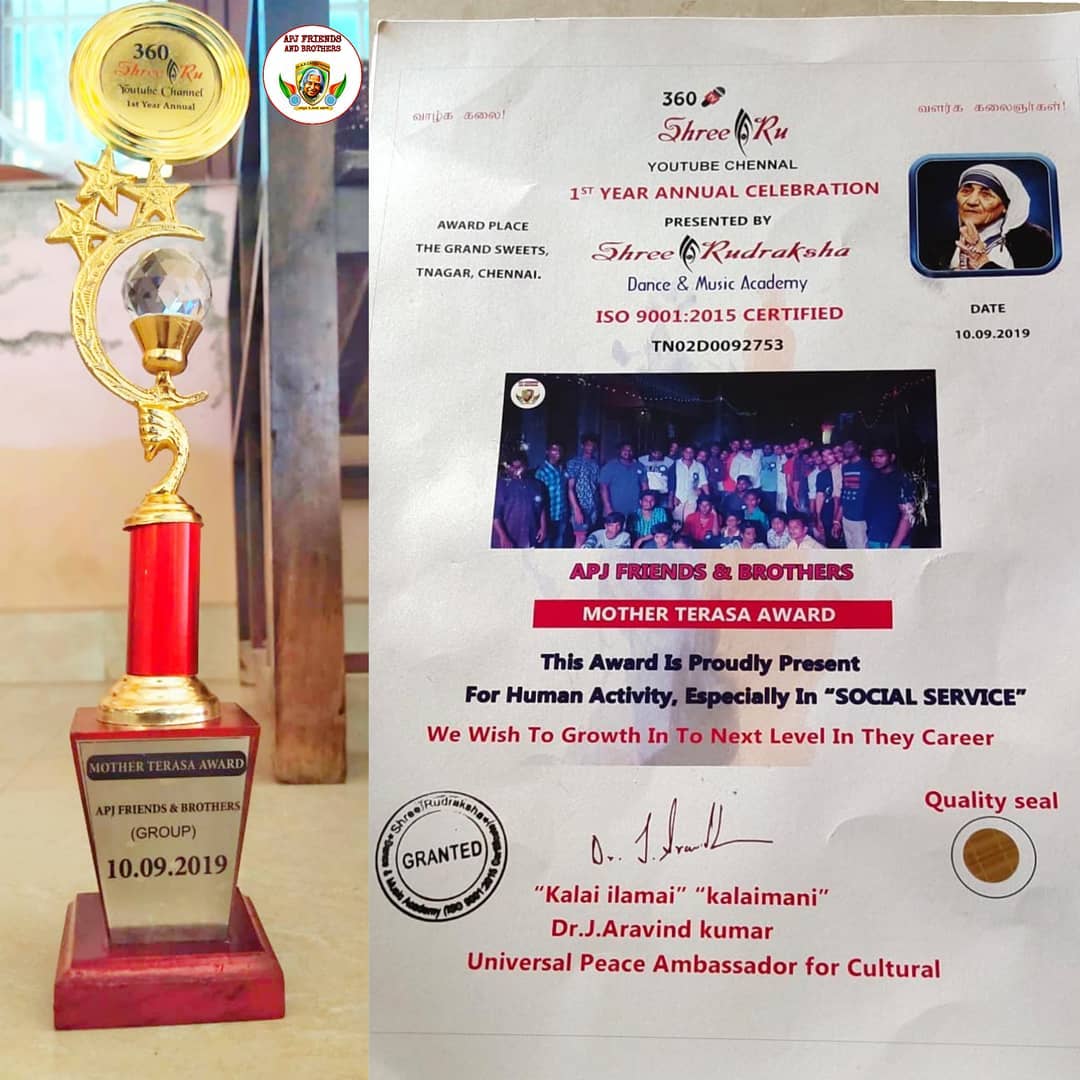 360
Shree Ru
Youtube Channel
1st Year Annual
APJ FRIENDS
AND BROTHERS
MOTHER TERASA AWARD
APJ FRIENDS & BROTHERS
(GROUP)
10.09.2019
வாழ்க கலை!
வளர்க கலைஞர்கள்!
360
Shree Ru
YOUTUBE CHENNAL
1ST YEAR ANNUAL CELEBRATION
PRESENTED BY
Shree Rudraksha
Dance & Music Academy
ISO 9001:2015 CERTIFIED
TN02D0092753
AWARD PLACE
THE GRAND SWEETS,
TNAGAR, CHENNAI.
DATE
10.09.2019
APJ FRIENDS & BROTHERS
MOTHER TERASA AWARD
This Award Is Proudly Present
For Human Activity, Especially In “SOCIAL SERVICE”
We Wish To Growth In To Next Level In They Career
Shree Rudraksha
Dance & Music Academy (ISO 9001:2015
GRANTED
Dr. J. Aravindh
Quality seal
“Kalai ilamai” “kalaimani”
Dr.J.Aravind kumar
Universal Peace Ambassador for Cultural